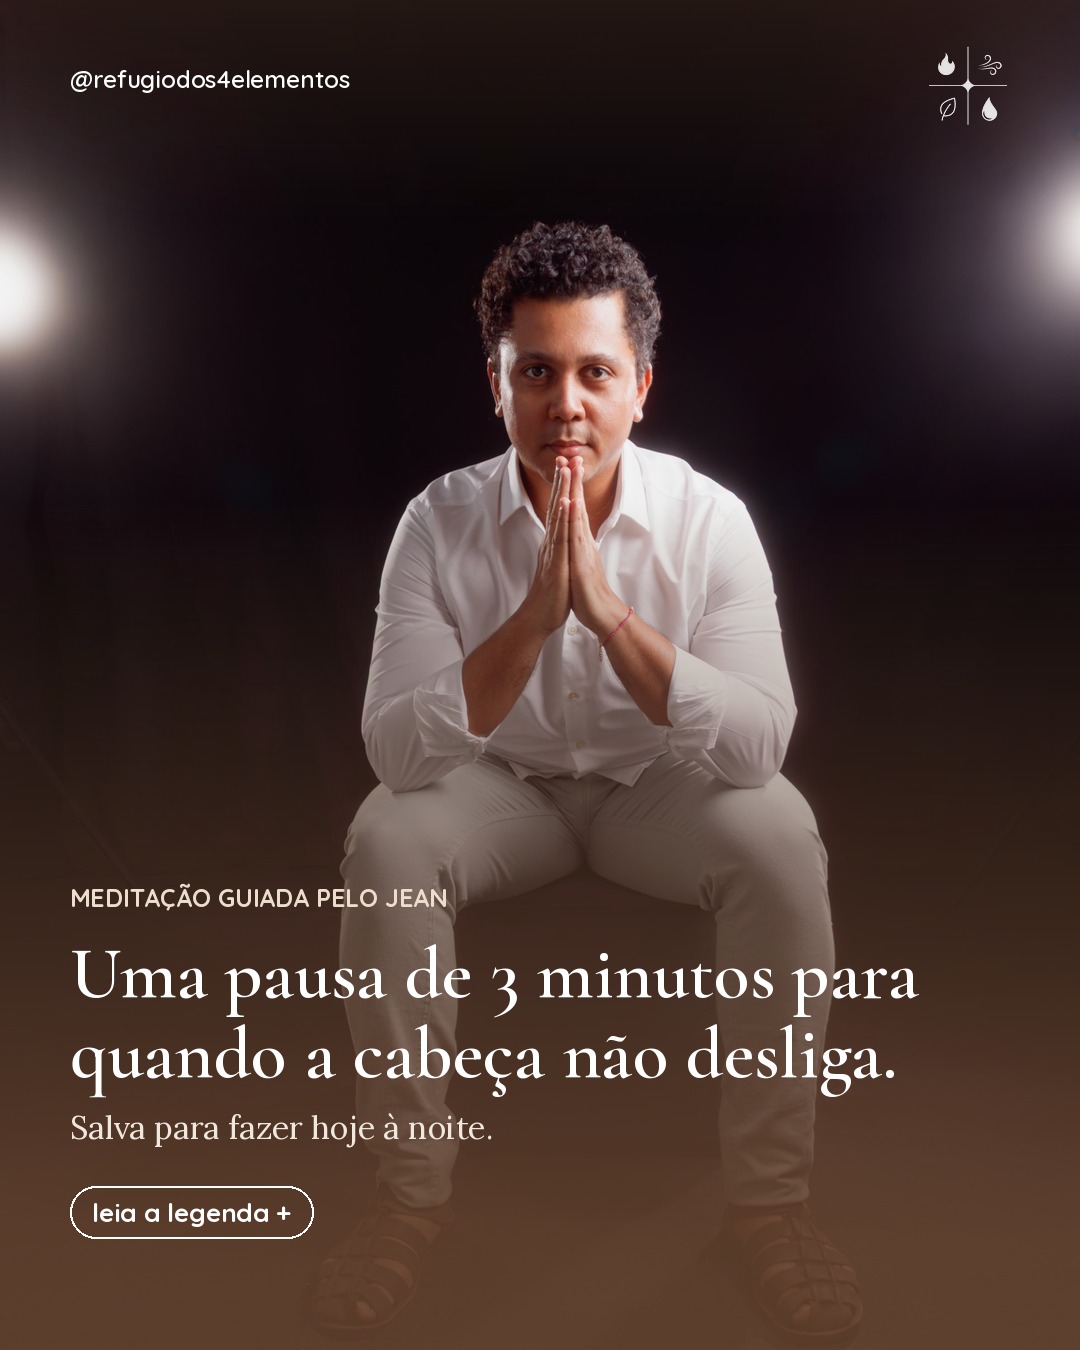 @refugiodos4elementos
MEDITAÇÃO GUIADA PELO JEAN
Uma pausa de 3 minutos para
quando a cabeça não desliga.
Salva para fazer hoje à noite.
leia a legenda +